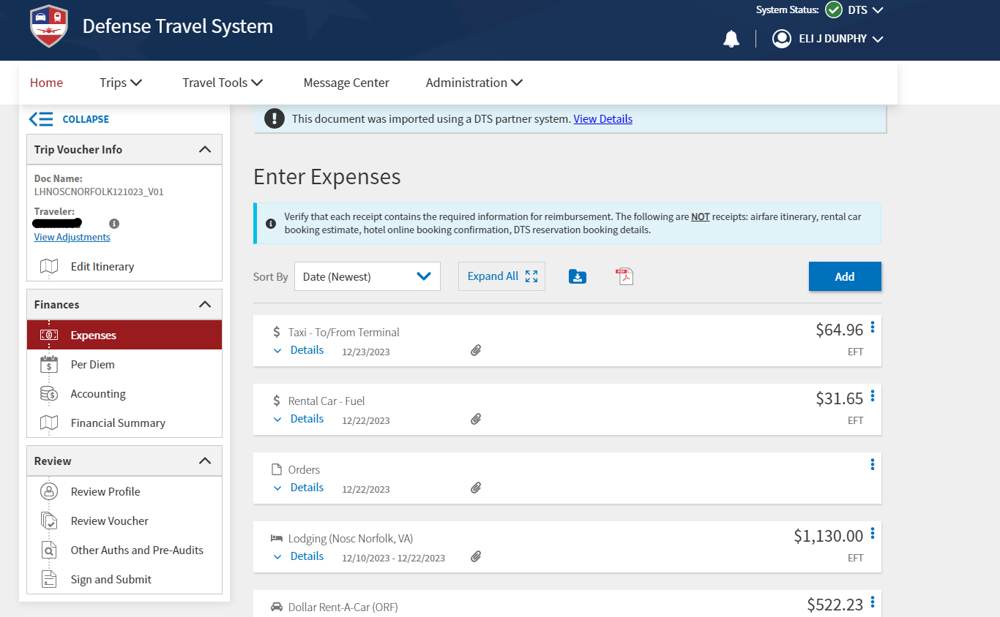 System Status: DTS
Defense Travel System
ELI J DUNPHY
Home Trips Travel Tools Message Center Administration
COLLAPSE
This document was imported using a DTS partner system. View Details
Trip Voucher Info
Doc Name:
LHNOSCNORFOLK121023_V01
Traveler:
View Adjustments
Edit Itinerary
Finances
Expenses
Per Diem
Accounting
Financial Summary
Review
Review Profile
Review Voucher
Other Auths and Pre-Audits
Sign and Submit
Enter Expenses
Verify that each receipt contains the required information for reimbursement. The following are NOT receipts: airfare itinerary, rental car
booking estimate, hotel online booking confirmation, DTS reservation booking details.
Sort By Date (Newest) Expand All PDF Add
Taxi - To/From Terminal $64.96
Details 12/23/2023 EFT
Rental Car - Fuel $31.65
Details 12/22/2023 EFT
Orders
Details 12/22/2023
Lodging (Nosc Norfolk, VA) $1,130.00
Details 12/10/2023 - 12/22/2023 EFT
Dollar Rent-A-Car (ORF) $522.23